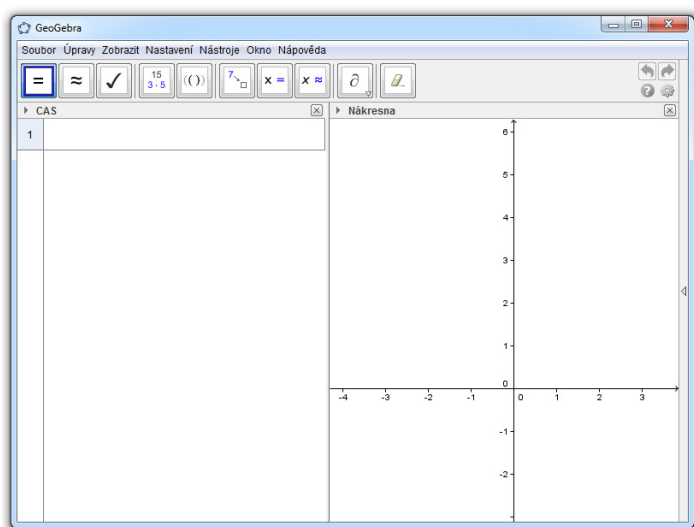 GeoGebra
Soubor Úpravy Zobrazit Nastavení Nástroje Okno Nápověda
= ≈ ✓ 15 3·5 (( )) 7 x = x ≈ ∂
CAS
Nákresna
1
6
5
4
3
2
1
0
-4 -3 -2 -1 0 1 2 3
-1
-2